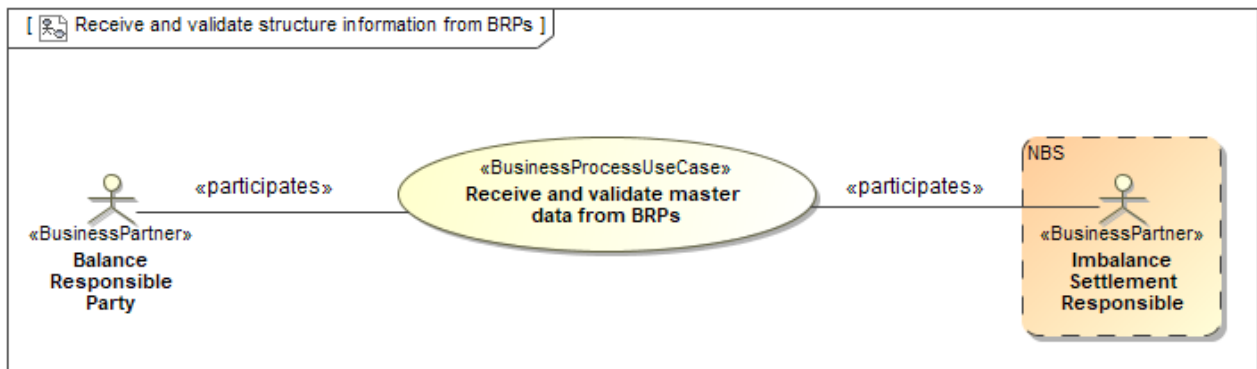 [ Receive and validate structure information from BRPs ]
«BusinessPartner»
Balance
Responsible
Party
«participates»
«BusinessProcessUseCase»
Receive and validate master
data from BRPs
«participates»
NBS
«BusinessPartner»
Imbalance
Settlement
Responsible